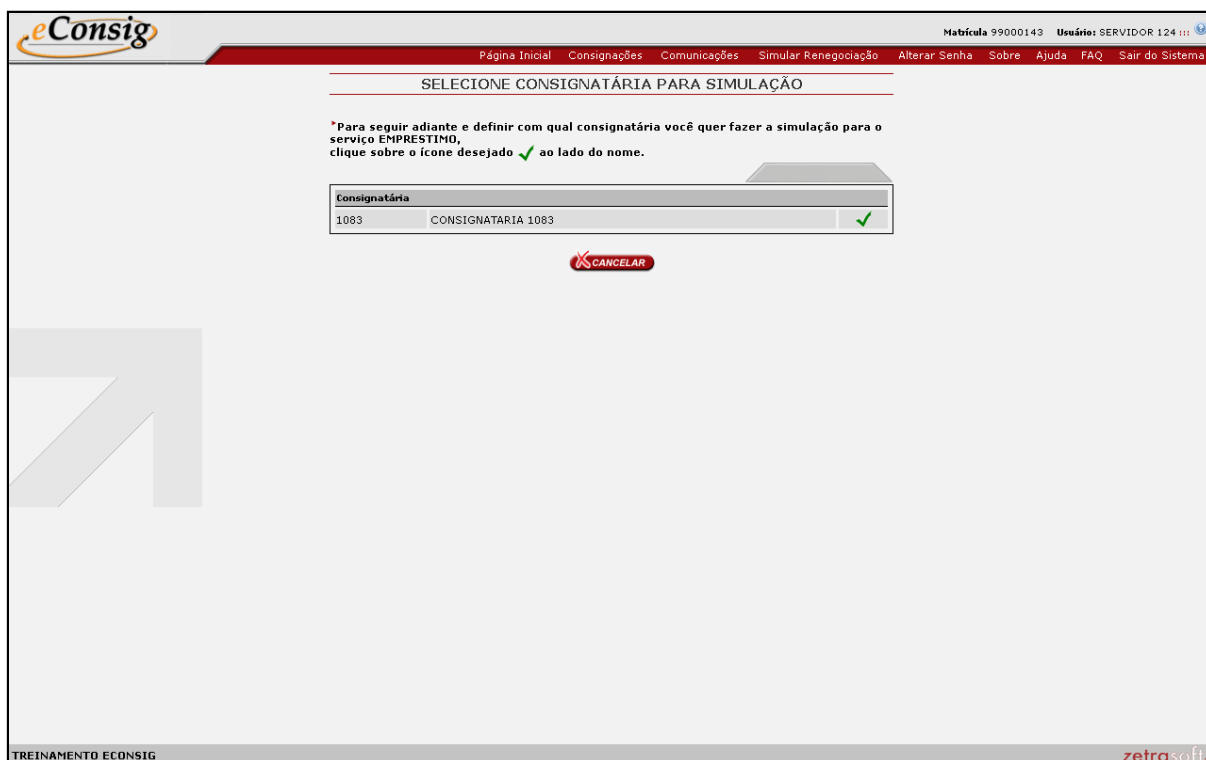 eConsig
Matrícula 99000143 Usuário: SERVIDOR 124 :::
Página Inicial Consignações Comunicações Simular Renegociação Alterar Senha Sobre Ajuda FAQ Sair do Sistema
SELECIONE CONSIGNATÁRIA PARA SIMULAÇÃO
*Para seguir adiante e definir com qual consignatária você quer fazer a simulação para o
serviço EMPRESTIMO,
clique sobre o ícone desejado ao lado do nome.
Consignatária
1083 CONSIGNATARIA 1083
CANCELAR
TREINAMENTO ECONSIG
zetrasoft